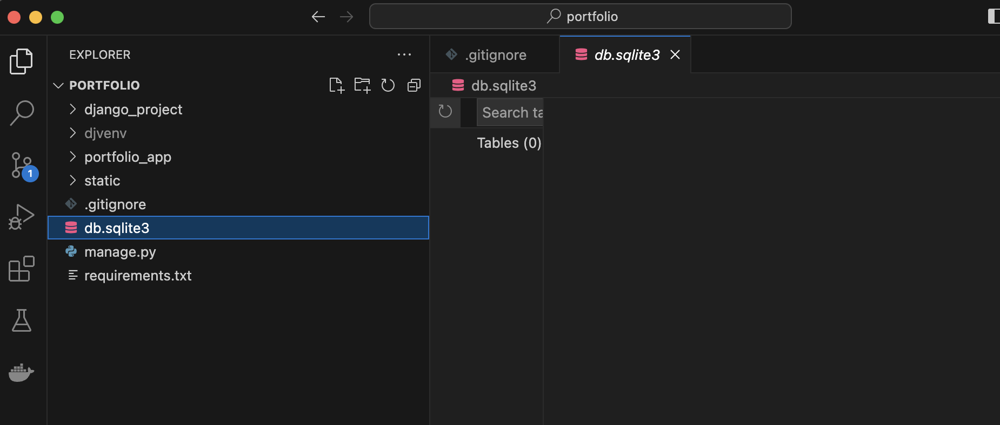 portfolio
EXPLORER
PORTFOLIO
django_project
djvenv
portfolio_app
static
.gitignore
db.sqlite3
manage.py
requirements.txt
1
.gitignore
db.sqlite3
db.sqlite3
Search ta
Tables (0)